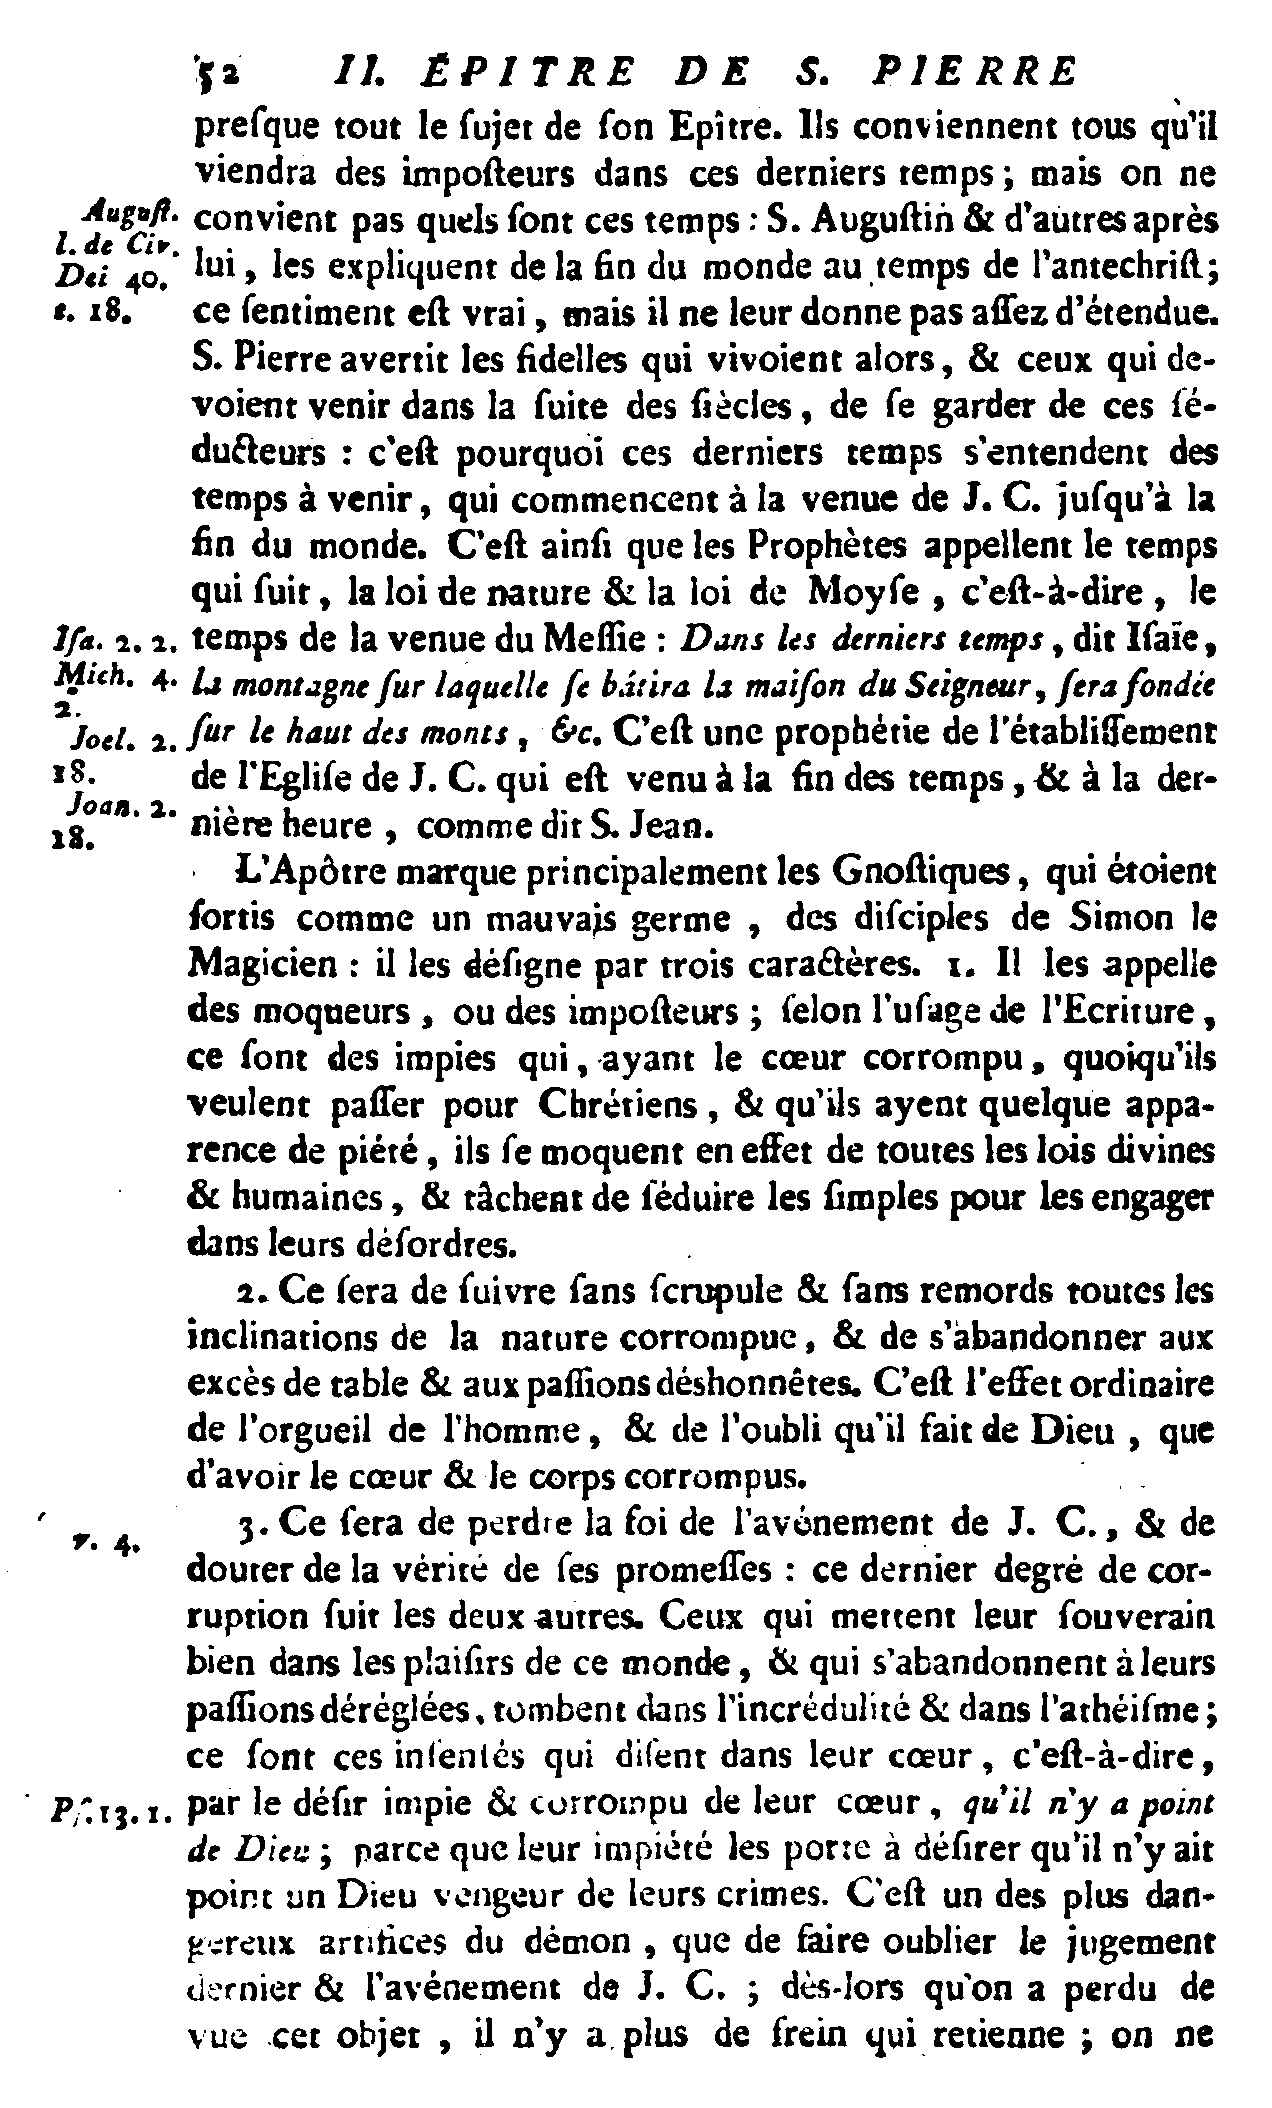 52 II. ÉPITRE DE S. PIERRE
preſque tout le ſujet de ſon Epître. Ils conviennent tous qu'il
viendra des impoſteurs dans ces derniers temps ; mais on ne
Auguſt. convient pas quels ſont ces temps : S. Auguſtin & d'autres après
l. de Civ.
Dei 40. lui, les expliquent de la fin du monde au temps de l'antechriſt ;
c. 18. ce ſentiment eſt vrai, mais il ne leur donne pas aſſez d'étendue.
S. Pierre avertit les fidelles qui vivoient alors, & ceux qui de-
voient venir dans la ſuite des ſiècles, de ſe garder de ces ſé-
ducteurs : c'eſt pourquoi ces derniers temps s'entendent des
temps à venir, qui commencent à la venue de J. C. juſqu'à la
fin du monde. C'eſt ainſi que les Prophètes appellent le temps
qui ſuit, la loi de nature & la loi de Moyſe, c'eſt-à-dire, le
Iſa. 2. 2. temps de la venue du Meſſie : Dans les derniers temps, dit Iſaïe,
Mich. 4. la montagne ſur laquelle ſe bâtira la maiſon du Seigneur, ſera fondée
2.
Joel. 2. ſur le haut des monts, &c. C'eſt une prophétie de l'établiſſement
18. de l'Egliſe de J. C. qui eſt venu à la fin des temps, & à la der-
Joan. 2. nière heure, comme dit S. Jean.
18.
L'Apôtre marque principalement les Gnoſtiques, qui étoient
ſortis comme un mauvais germe, des diſciples de Simon le
Magicien : il les déſigne par trois caractères. 1. Il les appelle
des moqueurs, ou des impoſteurs ; ſelon l'uſage de l'Ecriture,
ce ſont des impies qui, ayant le cœur corrompu, quoiqu'ils
veulent paſſer pour Chrétiens, & qu'ils ayent quelque appa-
rence de piété, ils ſe moquent en effet de toutes les lois divines
& humaines, & tâchent de ſéduire les ſimples pour les engager
dans leurs déſordres.
2. Ce ſera de ſuivre ſans ſcrupule & ſans remords toutes les
inclinations de la nature corrompue, & de s'abandonner aux
excès de table & aux paſſions déshonnêtes. C'eſt l'effet ordinaire
de l'orgueil de l'homme, & de l'oubli qu'il fait de Dieu, que
d'avoir le cœur & le corps corrompus.
v. 4. 3. Ce ſera de perdre la foi de l'avénement de J. C., & de
douter de la vérité de ſes promeſſes : ce dernier degré de cor-
ruption ſuit les deux autres. Ceux qui mettent leur ſouverain
bien dans les plaiſirs de ce monde, & qui s'abandonnent à leurs
paſſions déréglées, tombent dans l'incrédulité & dans l'athéiſme ;
ce ſont ces inſenſés qui diſent dans leur cœur, c'eſt-à-dire,
Pſ. 13. 1. par le déſir impie & corrompu de leur cœur, qu'il n'y a point
de Dieu ; parce que leur impiété les porte à déſirer qu'il n'y ait
point un Dieu vengeur de leurs crimes. C'eſt un des plus dan-
gereux artifices du démon, que de faire oublier le jugement
dernier & l'avénement de J. C. ; dès-lors qu'on a perdu de
vue cet objet, il n'y a plus de frein qui retienne ; on ne